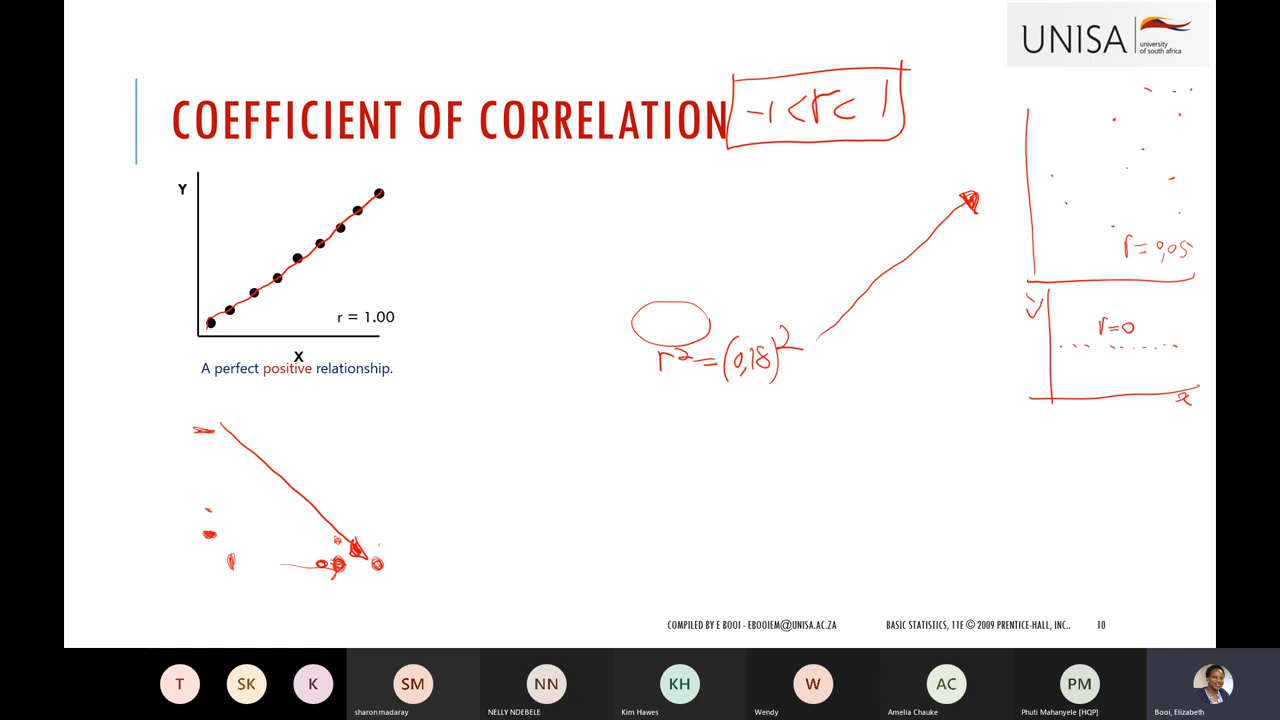 UNISA
university
of south africa
COEFFICIENT OF CORRELATION
-1 < r < 1
Y
r = 1.00
X
A perfect positive relationship.
r² = (0,18)²
r = 0,05
y
r=0
x
COMPILED BY E BOOI - EBOOIEM@UNISA.AC.ZA
BASIC STATISTICS, 11E © 2009 PRENTICE-HALL, INC..
10
T
SK
K
SM
NN
KH
W
AC
PM
sharon madaray
NELLY NDEBELE
Kim Hawes
Wendy
Amelia Chauke
Phuti Mahanyele [HQP]
Booi, Elizabeth